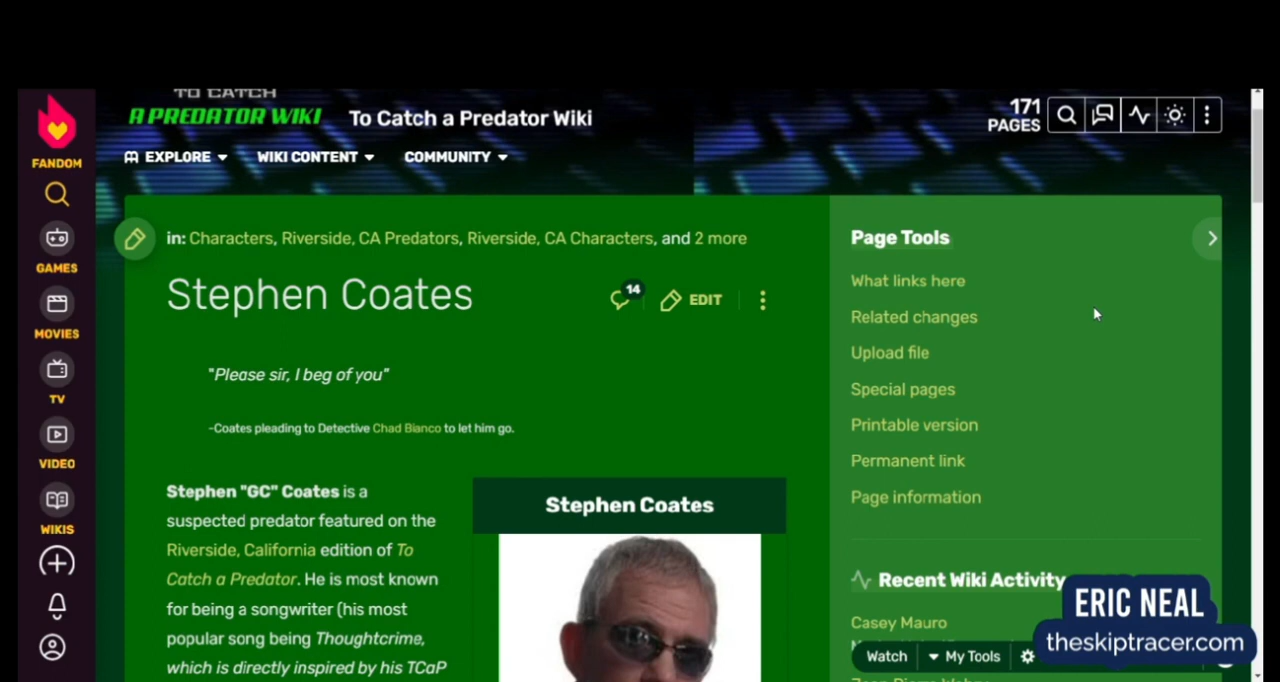 TO CATCH
A PREDATOR WIKI
To Catch a Predator Wiki
171
PAGES
EXPLORE
WIKI CONTENT
COMMUNITY
FANDOM
GAMES
MOVIES
TV
VIDEO
WIKIS
in: Characters, Riverside, CA Predators, Riverside, CA Characters, and 2 more
Stephen Coates
14
EDIT
"Please sir, I beg of you"
-Coates pleading to Detective Chad Bianco to let him go.
Stephen "GC" Coates is a
suspected predator featured on the
Riverside, California edition of To
Catch a Predator. He is most known
for being a songwriter (his most
popular song being Thoughtcrime,
which is directly inspired by his TCaP
Stephen Coates
Page Tools
What links here
Related changes
Upload file
Special pages
Printable version
Permanent link
Page information
Recent Wiki Activity
Casey Mauro
Watch
My Tools
ERIC NEAL
theskiptracer.com